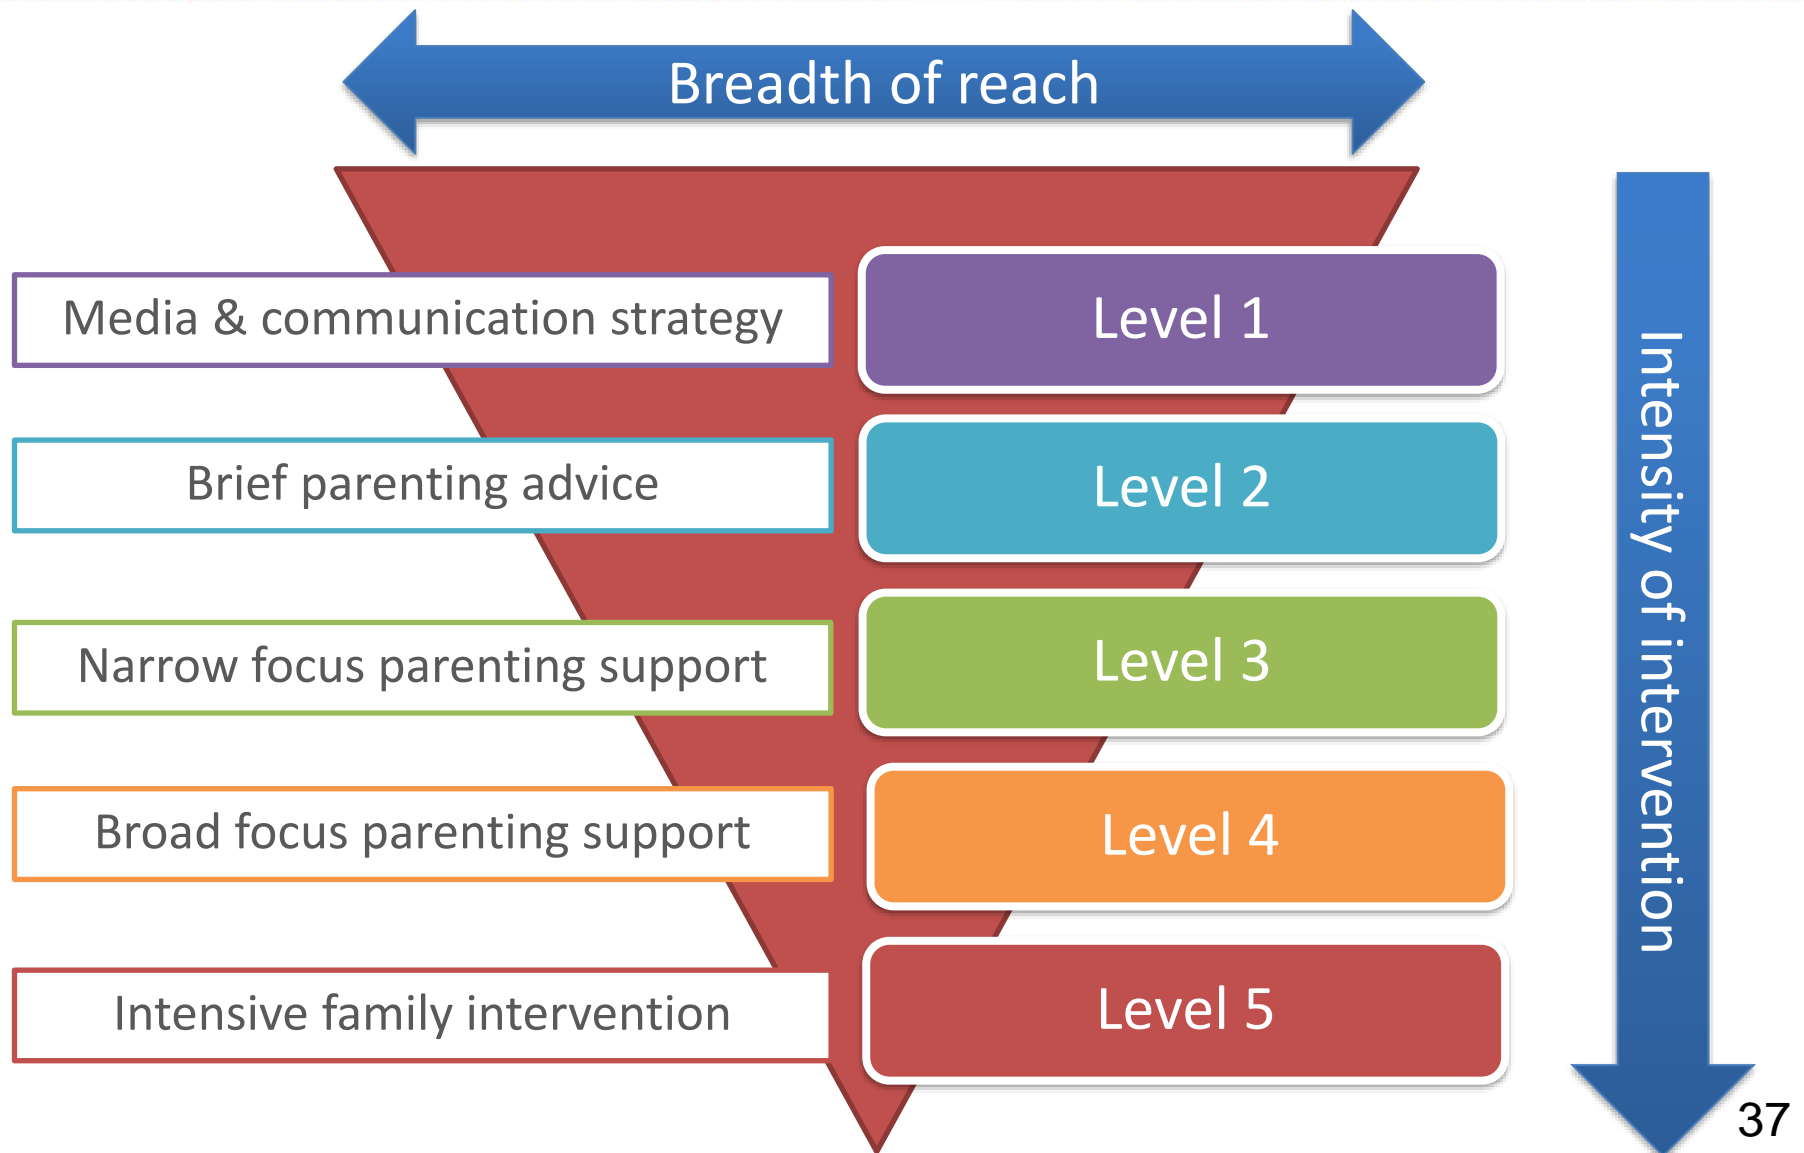 Breadth of reach
Media & communication strategy
Level 1
Brief parenting advice
Level 2
Narrow focus parenting support
Level 3
Broad focus parenting support
Level 4
Intensive family intervention
Level 5
Intensity of intervention
37